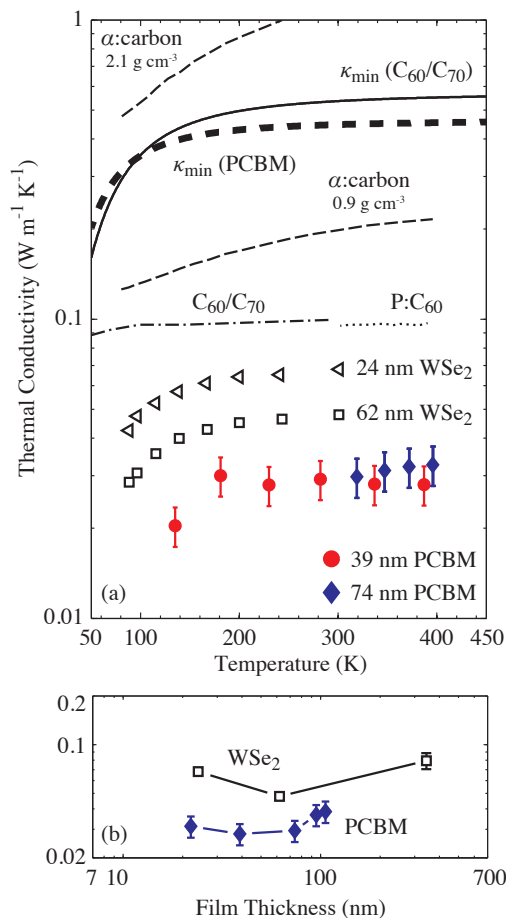 1
α:carbon
2.1 g cm⁻³
κmin (C₆₀/C₇₀)
κmin (PCBM)
α:carbon
0.9 g cm⁻³
0.1
C₆₀/C₇₀
P:C₆₀
24 nm WSe₂
62 nm WSe₂
39 nm PCBM
74 nm PCBM
(a)
0.01
Thermal Conductivity (W m⁻¹ K⁻¹)
50 100 200 300 400 450
Temperature (K)
0.2
0.1
WSe₂
PCBM
(b)
0.02
7 10 100 700
Film Thickness (nm)